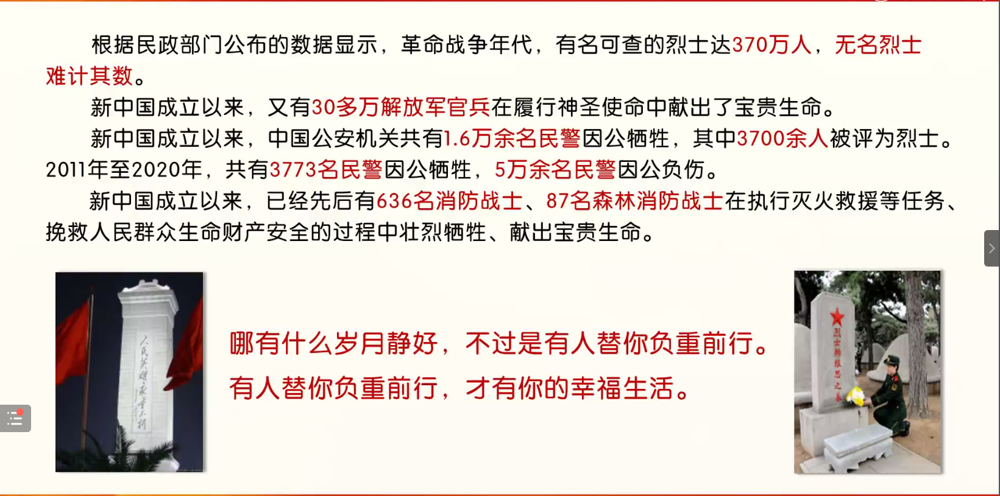 根据民政部门公布的数据显示，革命战争年代，有名可查的烈士达370万人，无名烈士
难计其数。
新中国成立以来，又有30多万解放军官兵在履行神圣使命中献出了宝贵生命。
新中国成立以来，中国公安机关共有1.6万余名民警因公牺牲，其中3700余人被评为烈士。
2011年至2020年，共有3773名民警因公牺牲，5万余名民警因公负伤。
新中国成立以来，已经先后有636名消防战士、87名森林消防战士在执行灭火救援等任务、
挽救人民群众生命财产安全的过程中壮烈牺牲、献出宝贵生命。
人民英雄永垂不朽
哪有什么岁月静好，不过是有人替你负重前行。
有人替你负重前行，才有你的幸福生活。
烈士韩根思之墓